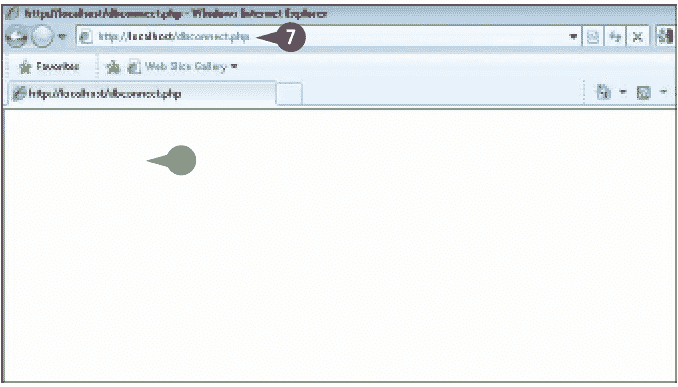 http://localhost/dbconnect.php - Windows Internet Explorer
http://localhost/dbconnect.php 7
Favorites Web Slice Gallery
http://localhost/dbconnect.php